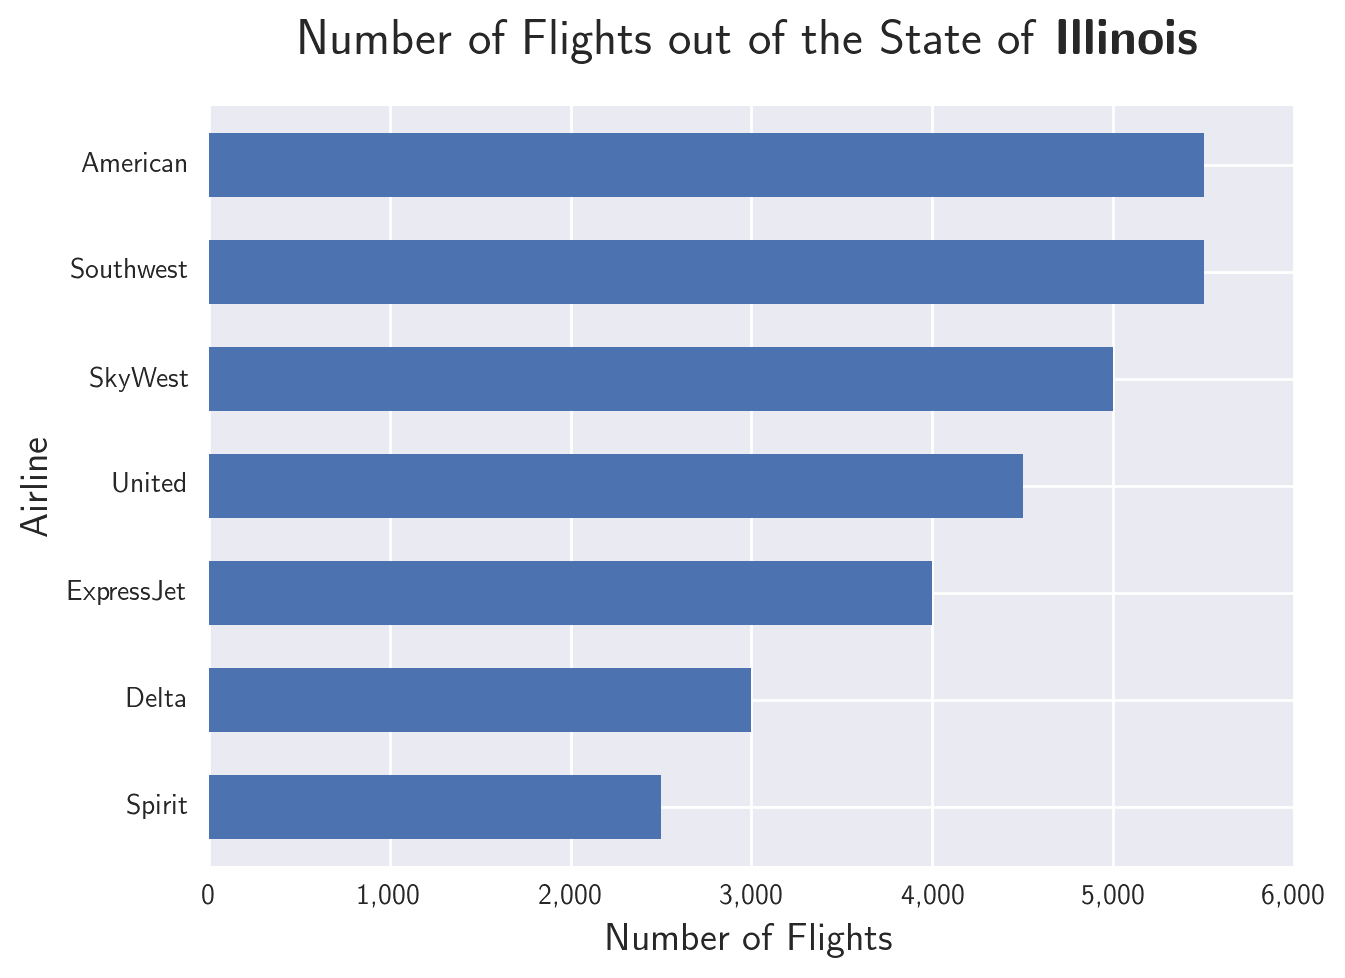 Number of Flights out of the State of Illinois
American
Southwest
SkyWest
United
ExpressJet
Delta
Spirit
Airline
0 1,000 2,000 3,000 4,000 5,000 6,000
Number of Flights